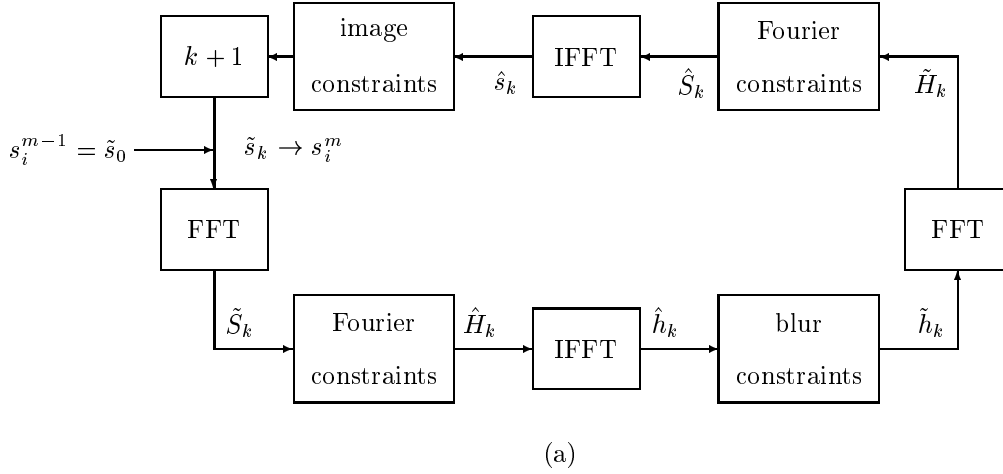 k + 1
image
constraints
IFFT
Fourier
constraints
ŝ_k
Ŝ_k
H̃_k
s_i^{m−1} = s̃_0
s̃_k → s_i^m
FFT
FFT
S̃_k
Fourier
constraints
Ĥ_k
IFFT
ĥ_k
blur
constraints
h̃_k
(a)